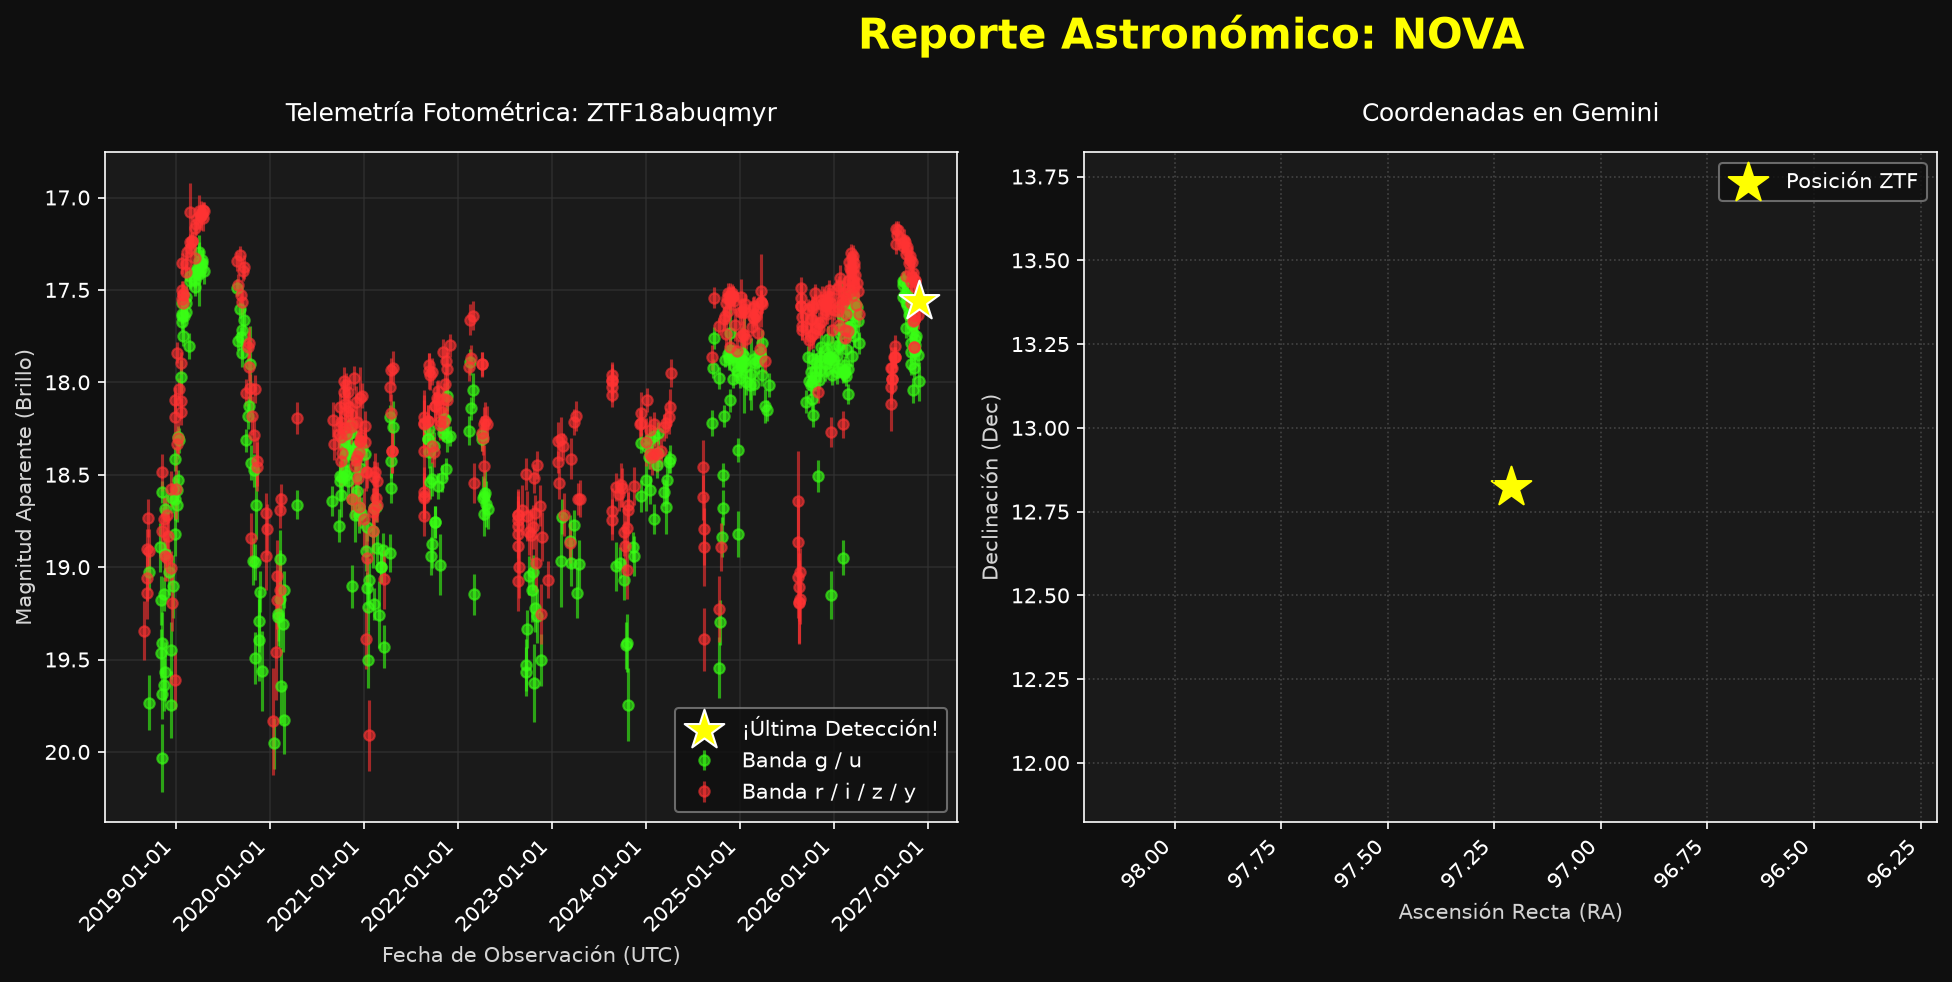 Reporte Astronómico: NOVA
Telemetría Fotométrica: ZTF18abuqmyr
Magnitud Aparente (Brillo)
17.0
17.5
18.0
18.5
19.0
19.5
20.0
¡Última Detección!
Banda g / u
Banda r / i / z / y
2019-01-01
2020-01-01
2021-01-01
2022-01-01
2023-01-01
2024-01-01
2025-01-01
2026-01-01
2027-01-01
Fecha de Observación (UTC)
Coordenadas en Gemini
Declinación (Dec)
13.75
13.50
13.25
13.00
12.75
12.50
12.25
12.00
Posición ZTF
98.00
97.75
97.50
97.25
97.00
96.75
96.50
96.25
Ascensión Recta (RA)